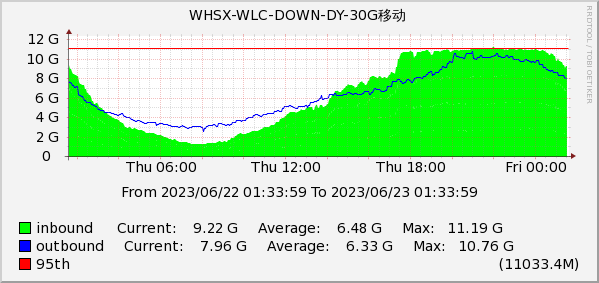 WHSX-WLC-DOWN-DY-30G移动
RRDTOOL / TOBI OETIKER
12 G
10 G
8 G
6 G
4 G
2 G
0
Thu 06:00 Thu 12:00 Thu 18:00 Fri 00:00
From 2023/06/22 01:33:59 To 2023/06/23 01:33:59
inbound Current: 9.22 G Average: 6.48 G Max: 11.19 G
outbound Current: 7.96 G Average: 6.33 G Max: 10.76 G
95th (11033.4M)